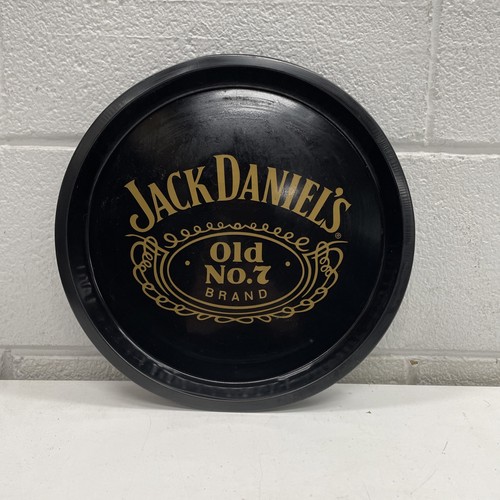 JACK DANIEL'S
®
Old
No.7
BRAND